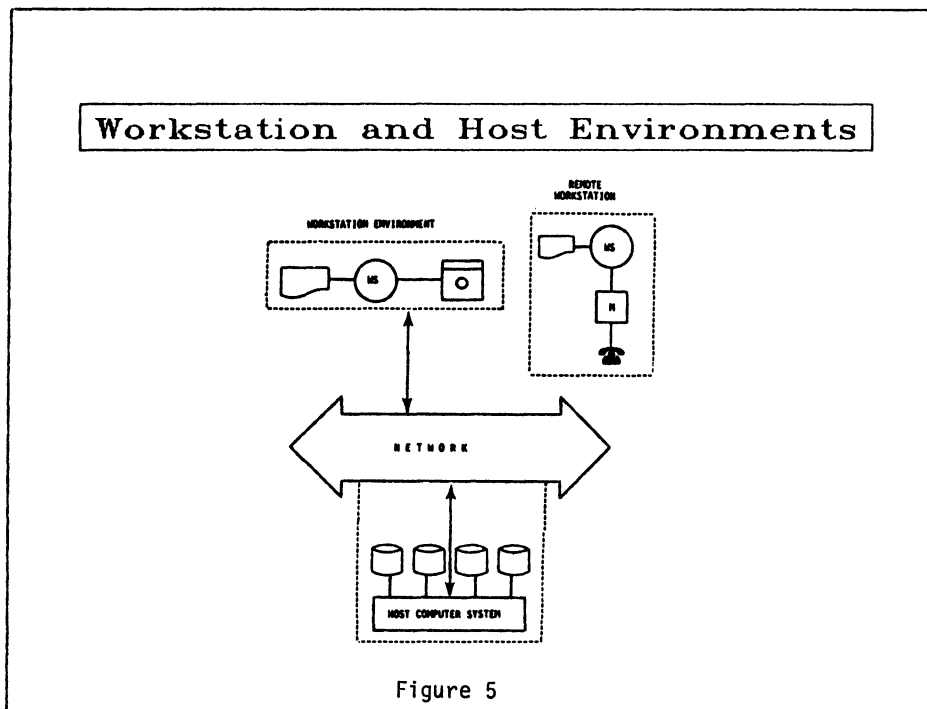 Workstation and Host Environments
REMOTE
WORKSTATION
WORKSTATION ENVIRONMENT
WS
WS
M
NETWORK
HOST COMPUTER SYSTEM
Figure 5